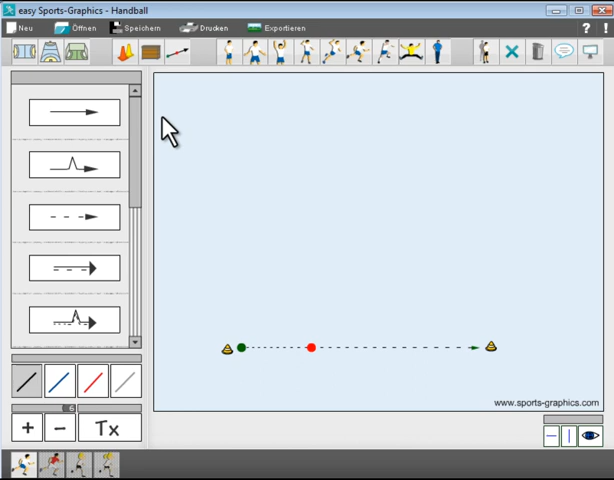 easy Sports-Graphics - Handball
Neu Öffnen Speichern Drucken Exportieren ? !
www.sports-graphics.com
+ - Tx